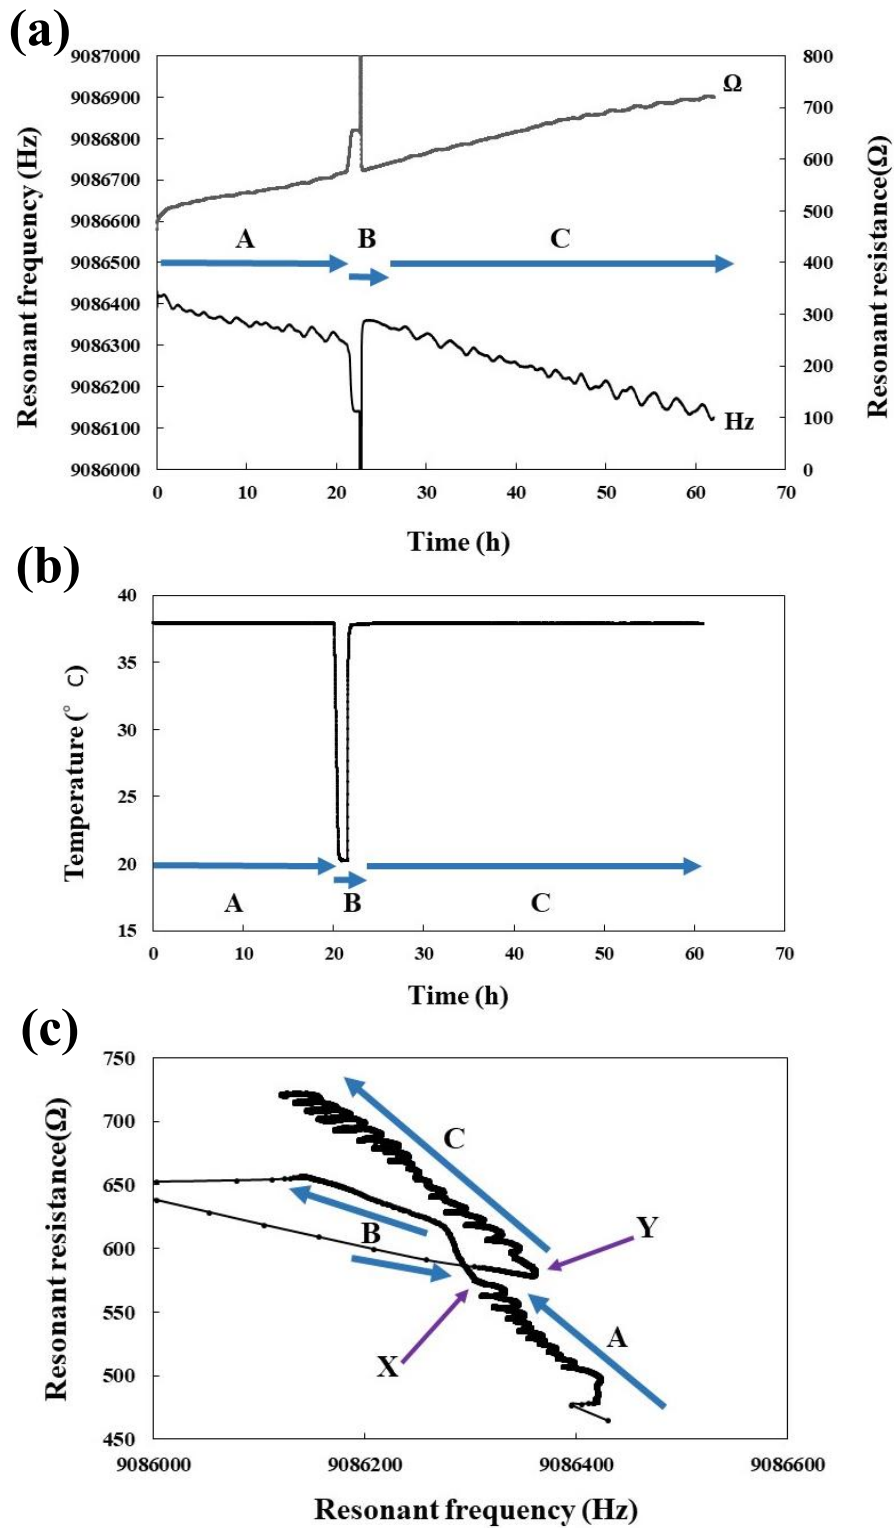 (a)
9087000
9086900
9086800
9086700
9086600
9086500
9086400
9086300
9086200
9086100
9086000
Resonant frequency (Hz)
800
700
600
500
400
300
200
100
0
Resonant resistance(Ω)
Ω
A
B
C
Hz
0 10 20 30 40 50 60 70
Time (h)
(b)
40
35
30
25
20
15
Temperature (° C)
A
B
C
0 10 20 30 40 50 60 70
Time (h)
(c)
750
700
650
600
550
500
450
Resonant resistance(Ω)
C
Y
B
A
X
9086000 9086200 9086400 9086600
Resonant frequency (Hz)